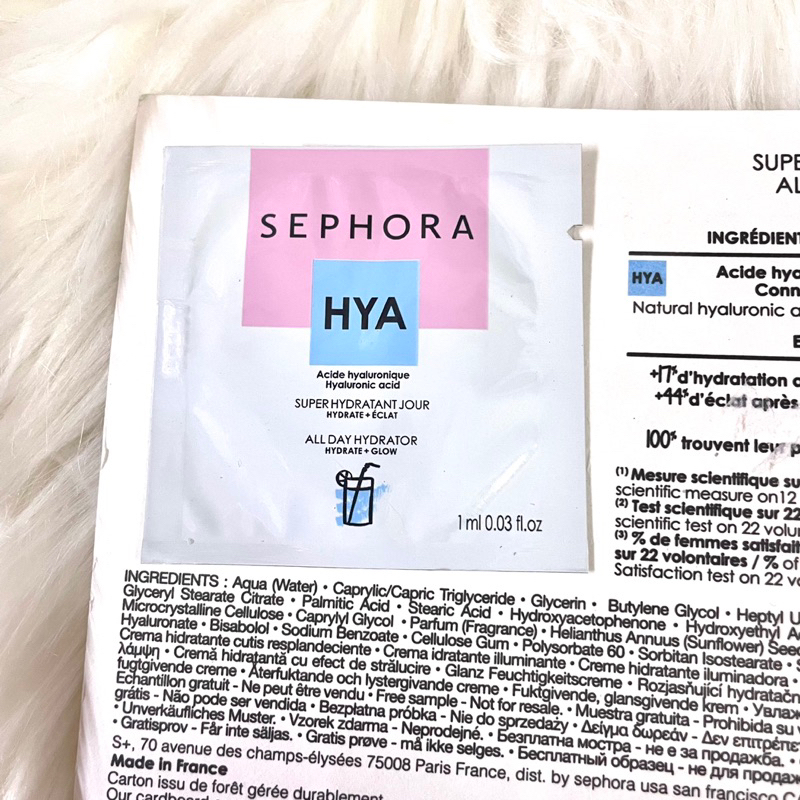 SEPHORA
HYA
Acide hyaluronique
Hyaluronic acid
SUPER HYDRATANT JOUR
HYDRATE + ÉCLAT
ALL DAY HYDRATOR
HYDRATE + GLOW
1 ml 0.03 fl.oz
SUPE
AL
INGRÉDIENT
HYA
Acide hya
Conn
Natural hyaluronic a
E
+17% d'hydratation
+44% d'éclat après
100% trouvent leur p
(1) Mesure scientifique su
scientific measure on12
(2) Test scientifique sur 22
scientific test on 22 volu
(3) % de femmes satisfait
sur 22 volontaires / % of
Satisfaction test on 22 vo
INGREDIENTS : Aqua (Water) • Caprylic/Capric Triglyceride • Glycerin • Butylene Glycol • Heptyl U
Glyceryl Stearate Citrate • Palmitic Acid • Stearic Acid • Hydroxyacetophenone • Hydroxyethyl Ac
Microcrystalline Cellulose • Caprylyl Glycol • Parfum (Fragrance) • Helianthus Annuus (Sunflower) Seed
Hyaluronate • Bisabolol • Sodium Benzoate • Cellulose Gum • Polysorbate 60 • Sorbitan Isostearate • S
Crema hidratante cutis resplandeciente • Crema idratante illuminante • Creme hidratante iluminadora •
λάμψη • Cremă hidratantă cu efect de strălucire • Glanz Feuchtigkeitscreme • Rozjasňující hydratačn
fugtgivende creme • Återfuktande och lystergivande creme • Fuktgivende, glansgivende krem • Увлаж
Echantillon gratuit - Ne peut être vendu • Free sample - Not for resale. • Muestra gratuita - Prohibida su v
grátis - Não pode ser vendida • Bezpłatna próbka - Nie do sprzedaży • Δείγμα δωρεάν - Δεν επιτρέπε
• Unverkäufliches Muster. • Vzorek zdarma - Neprodejné. • Безплатна мостра - не е за продажба. •
• Gratisprov - Får inte säljas. • Gratis prøve - må ikke selges. • Бесплатный образец - не для продаж
S+, 70 avenue des champs-élysées 75008 Paris France, dist. by sephora usa san francisco CA
Made in France
Carton issu de forêt gérée durablement
Our cardboard